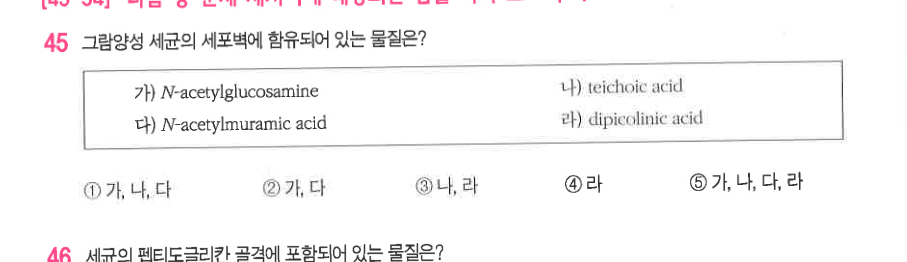 45 그람양성 세균의 세포벽에 함유되어 있는 물질은?
가) N-acetylglucosamine 나) teichoic acid
다) N-acetylmuramic acid 라) dipicolinic acid
① 가, 나, 다 ② 가, 다 ③ 나, 라 ④ 라 ⑤ 가, 나, 다, 라
46 세균의 펩티도글리칸 골격에 포함되어 있는 물질은?